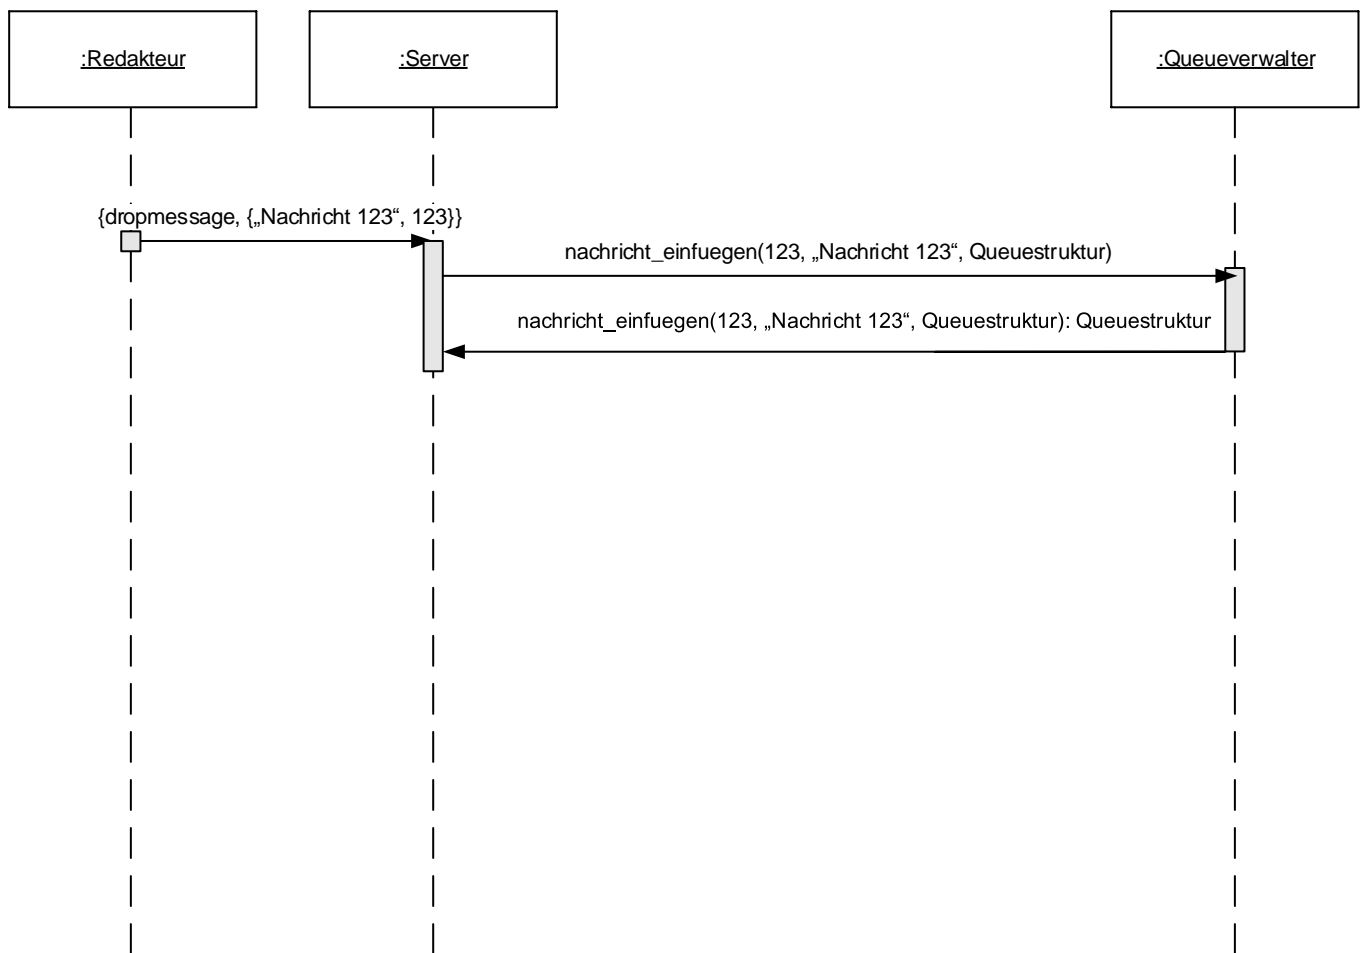 :Redakteur
:Server
:Queueverwalter
{dropmessage, {„Nachricht 123“, 123}}
nachricht_einfuegen(123, „Nachricht 123“, Queuestruktur)
nachricht_einfuegen(123, „Nachricht 123“, Queuestruktur): Queuestruktur